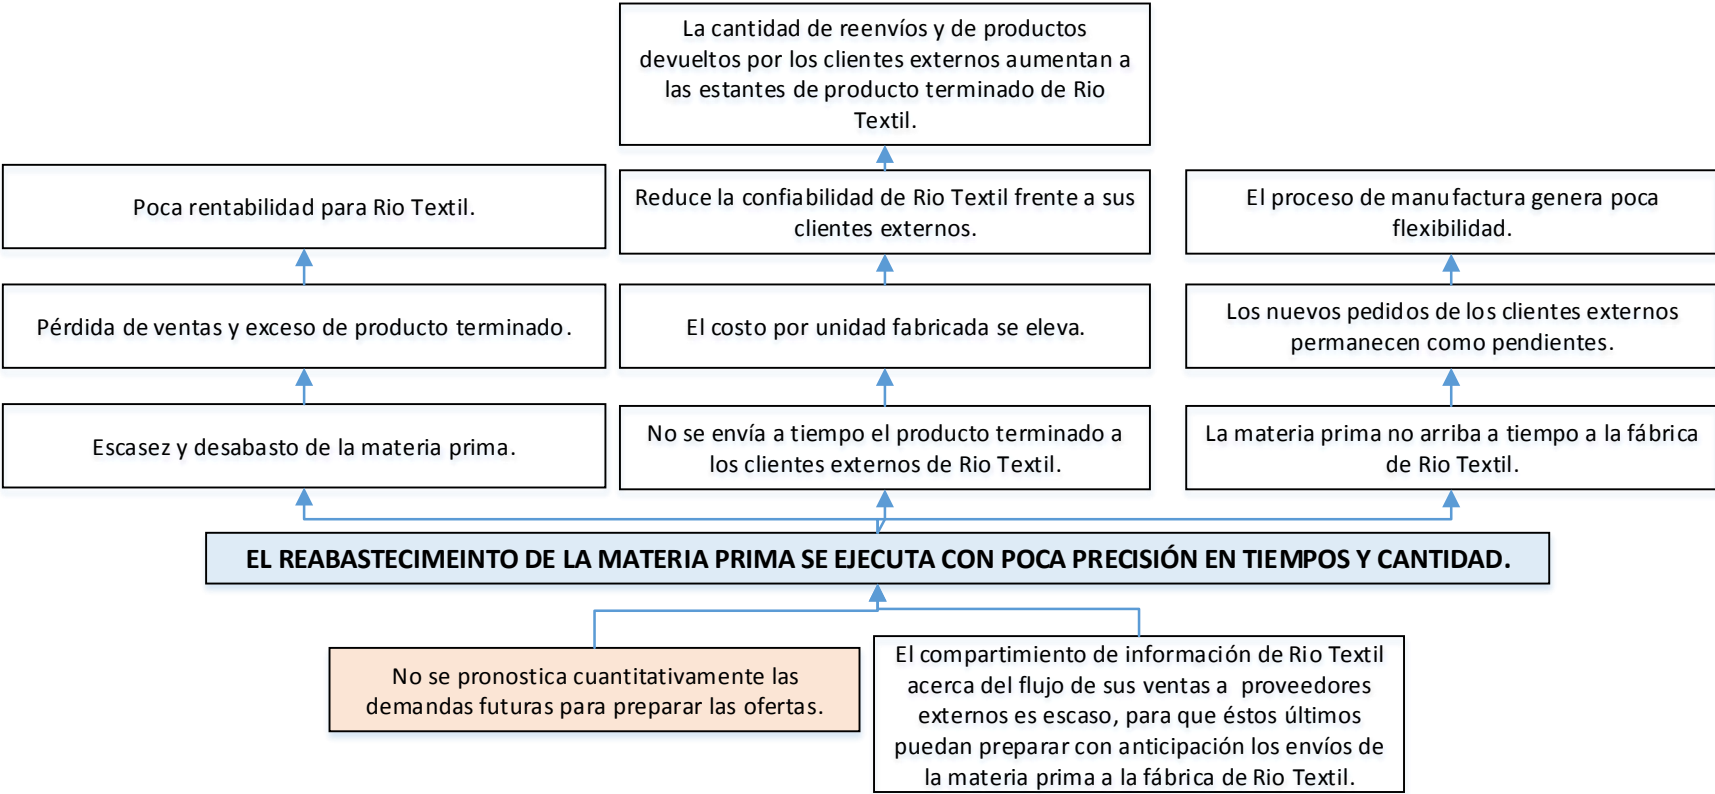 La cantidad de reenvíos y de productos
devueltos por los clientes externos aumentan a
las estantes de producto terminado de Rio
Textil.
Poca rentabilidad para Rio Textil.
Reduce la confiabilidad de Rio Textil frente a sus
clientes externos.
El proceso de manufactura genera poca
flexibilidad.
Pérdida de ventas y exceso de producto terminado.
El costo por unidad fabricada se eleva.
Los nuevos pedidos de los clientes externos
permanecen como pendientes.
Escasez y desabasto de la materia prima.
No se envía a tiempo el producto terminado a
los clientes externos de Rio Textil.
La materia prima no arriba a tiempo a la fábrica
de Rio Textil.
EL REABASTECIMEINTO DE LA MATERIA PRIMA SE EJECUTA CON POCA PRECISIÓN EN TIEMPOS Y CANTIDAD.
No se pronostica cuantitativamente las
demandas futuras para preparar las ofertas.
El compartimiento de información de Rio Textil
acerca del flujo de sus ventas a proveedores
externos es escaso, para que éstos últimos
puedan preparar con anticipación los envíos de
la materia prima a la fábrica de Rio Textil.